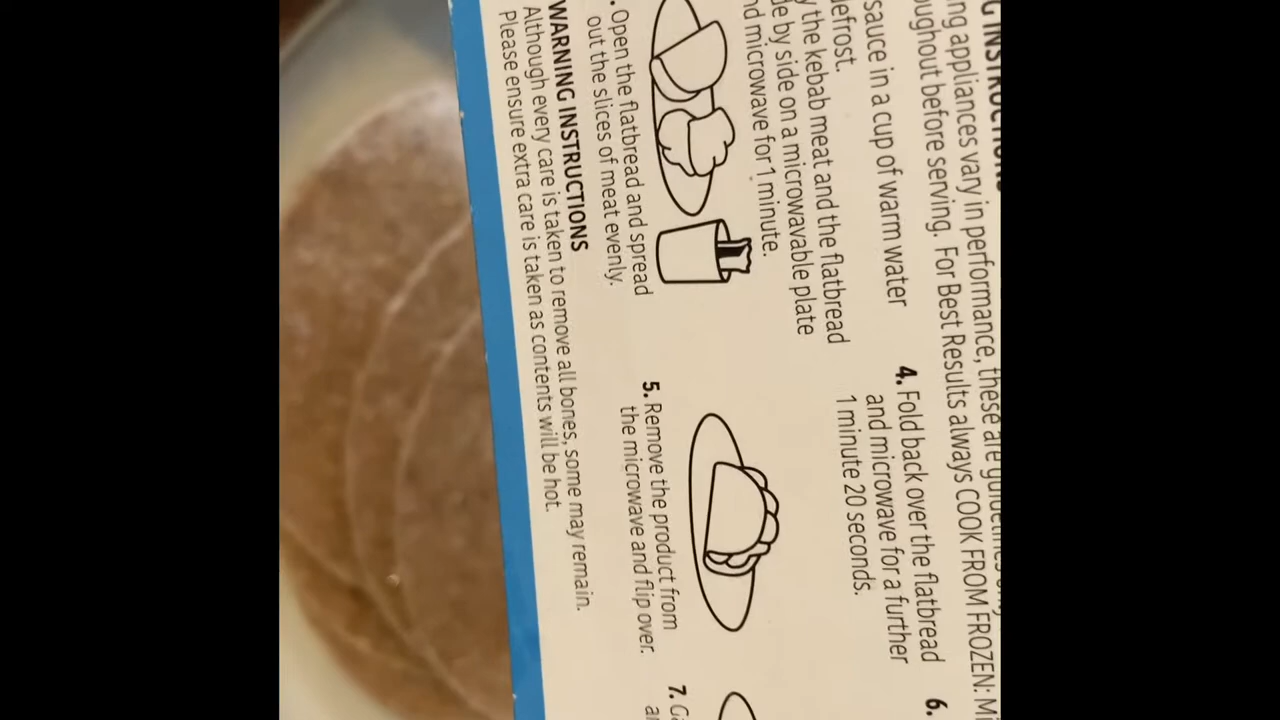 ing appliances vary in performance, these are guidelines only
oughout before serving. For Best Results always COOK FROM FROZEN: Mi
sauce in a cup of warm water
defrost.
y the kebab meat and the flatbread
de by side on a microwavable plate
nd microwave for 1 minute.
. Open the flatbread and spread
out the slices of meat evenly.
4. Fold back over the flatbread
and microwave for a further
1 minute 20 seconds.
5. Remove the product from
the microwave and flip over.
6.
7.
WARNING INSTRUCTIONS
Although every care is taken to remove all bones, some may remain.
Please ensure extra care is taken as contents will be hot.